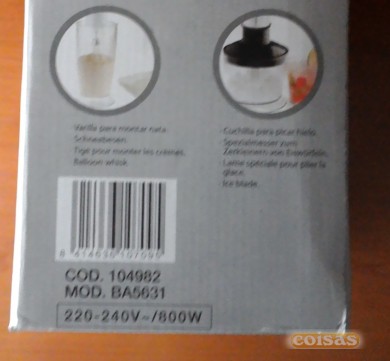 Varilla para montar nata.
Schneebesen.
Tige pour monter les crèmes.
Balloon whisk.
Cuchilla para picar hielo.
Spezialmesser zum
Zerkleinern von Eiswürfeln.
Lame spéciale pour piler la
glace.
Ice blade.
COD. 104982
MOD. BA5631
220-240V~/800W
coisas